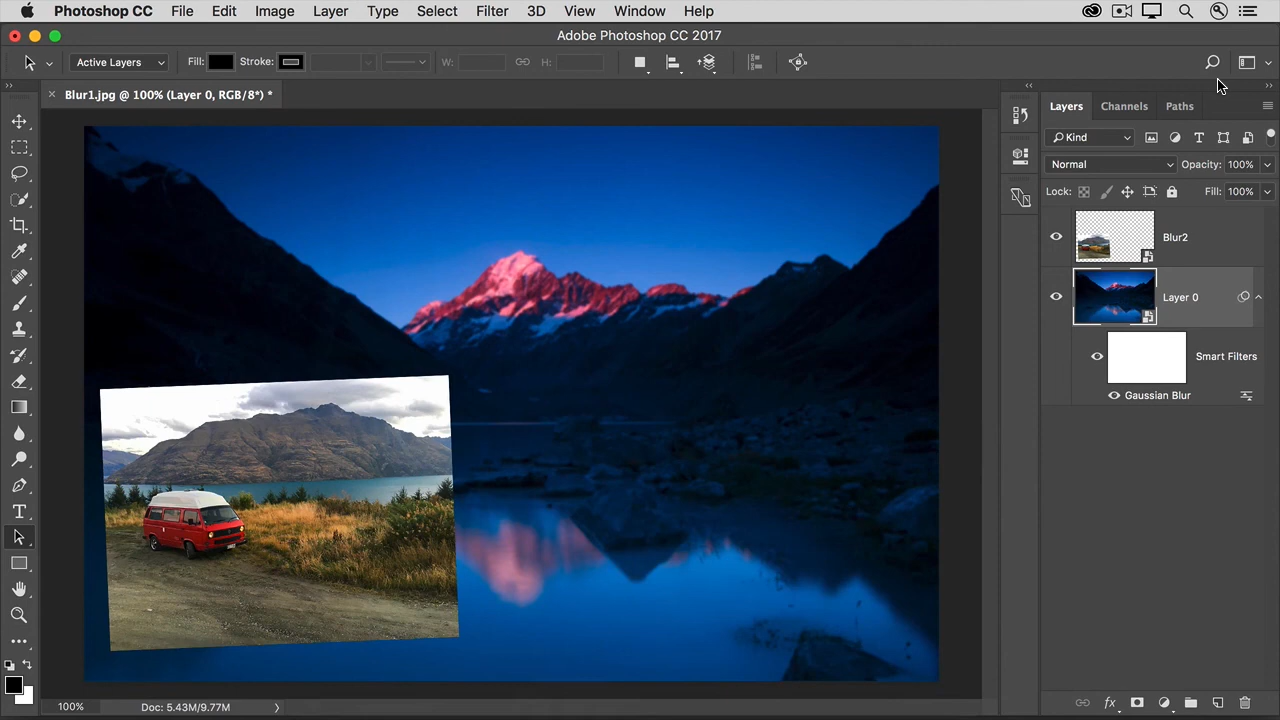 Photoshop CC File Edit Image Layer Type Select Filter 3D View Window Help
Adobe Photoshop CC 2017
Active Layers Fill: Stroke: W: H:
× Blur1.jpg @ 100% (Layer 0, RGB/8*) *
Layers Channels Paths
Kind
Normal Opacity: 100%
Lock: Fill: 100%
Blur2
Layer 0
Smart Filters
Gaussian Blur
100% Doc: 5.43M/9.77M